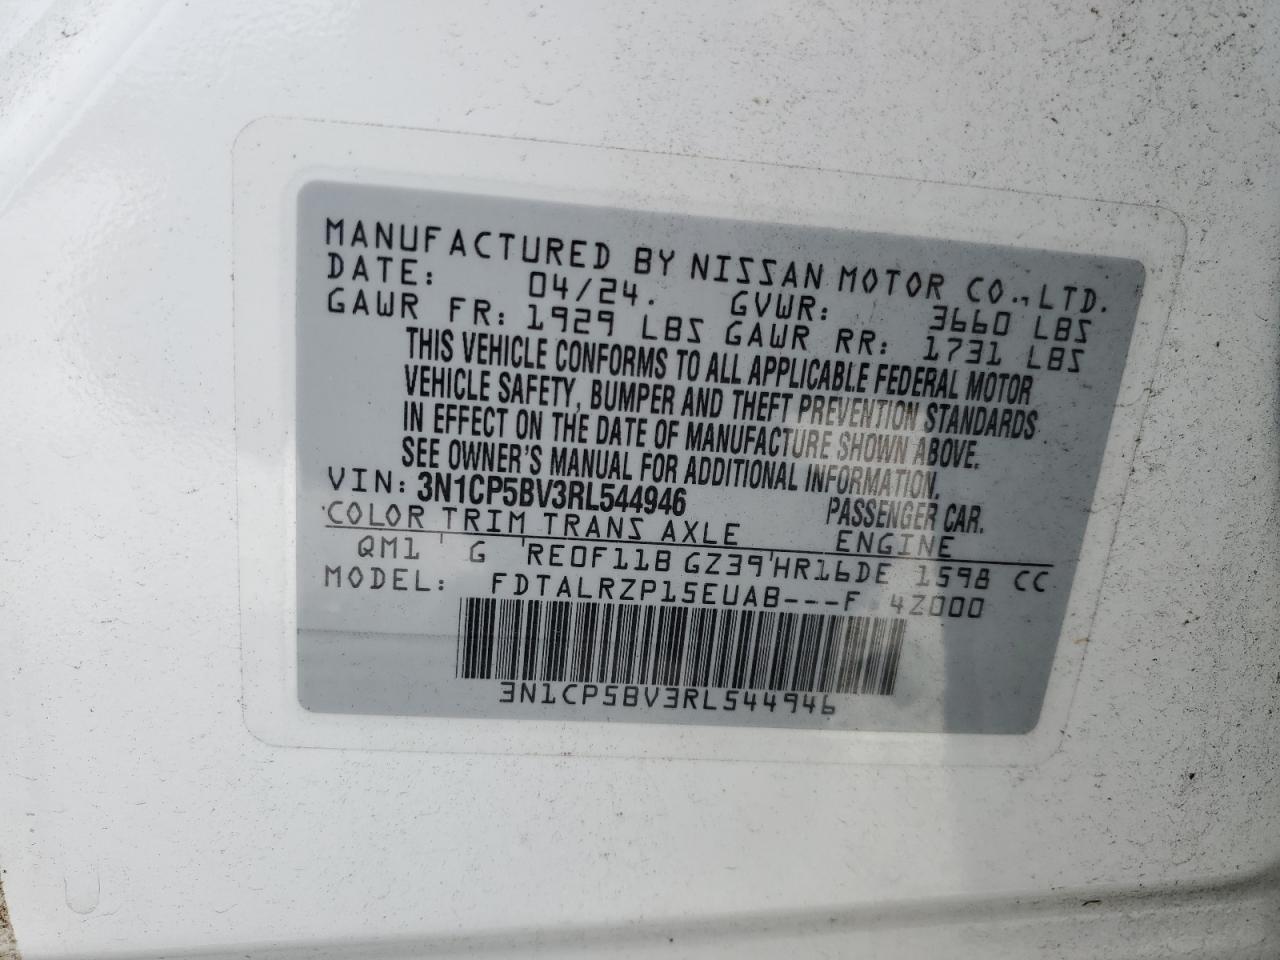 MANUFACTURED BY NISSAN MOTOR CO., LTD.
DATE: 04/24. GVWR: 3660 LBS
GAWR FR: 1929 LBS GAWR RR: 1731 LBS
THIS VEHICLE CONFORMS TO ALL APPLICABLE FEDERAL MOTOR
VEHICLE SAFETY, BUMPER AND THEFT PREVENTION STANDARDS
IN EFFECT ON THE DATE OF MANUFACTURE SHOWN ABOVE.
SEE OWNER'S MANUAL FOR ADDITIONAL INFORMATION.
VIN: 3N1CP5BV3RL544946 PASSENGER CAR.
COLOR TRIM TRANS AXLE ENGINE
QM1 ' G 'RE0F11B GZ39'HR16DE 1598 CC
MODEL: FDTALRZP15EUAB---F 4Z000
3N1CP5BV3RL544946